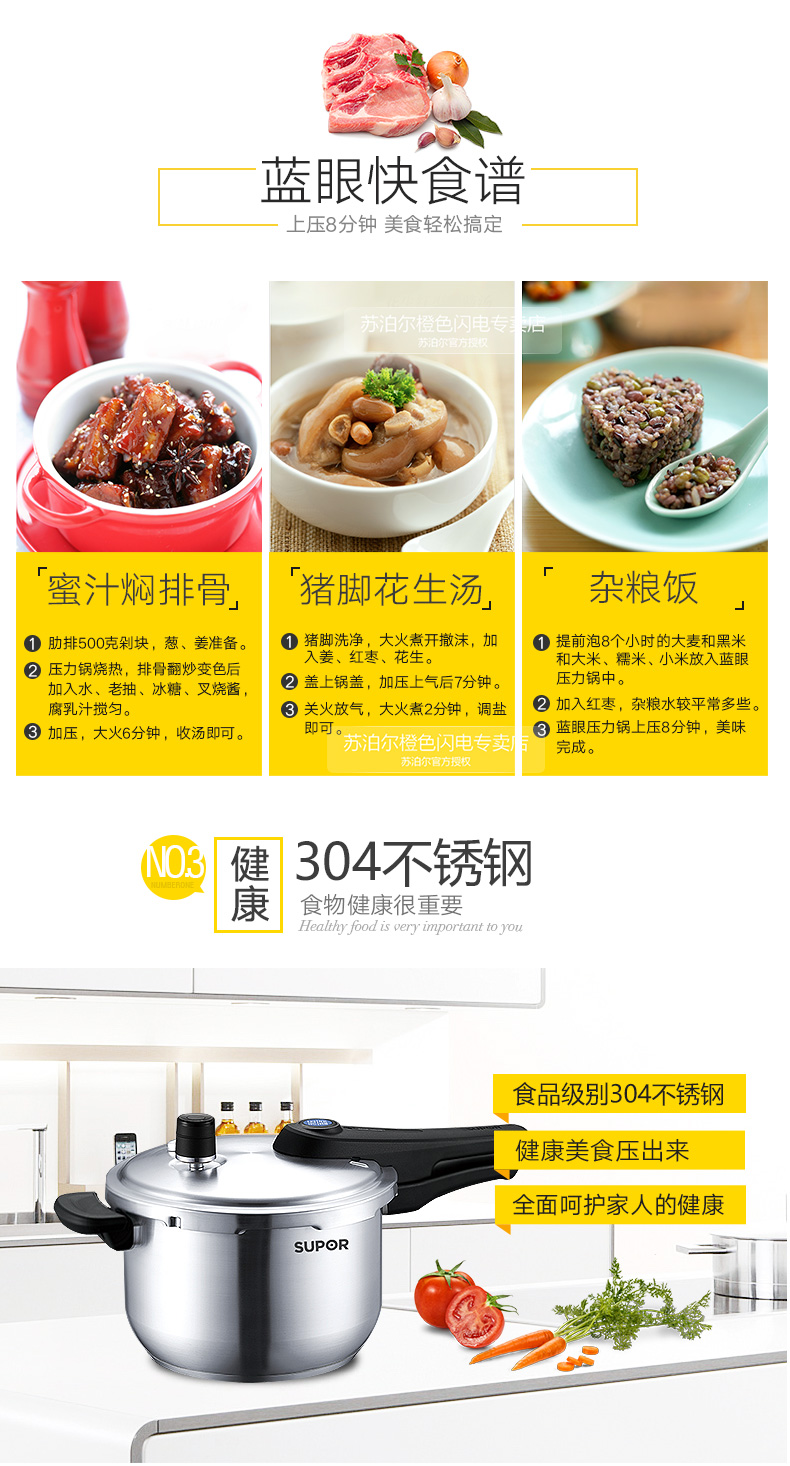 蓝眼快食谱
上压8分钟 美食轻松搞定
苏泊尔橙色闪电专卖店
苏泊尔官方授权
「蜜汁焖排骨」
1 肋排500克剁块，葱、姜准备。
2 压力锅烧热，排骨翻炒变色后
加入水、老抽、冰糖、叉烧酱，
腐乳汁搅匀。
3 加压，大火6分钟，收汤即可。
「猪脚花生汤」
1 猪脚洗净，大火煮开撇沫，加
入姜、红枣、花生。
2 盖上锅盖，加压上气后7分钟。
3 关火放气，大火煮2分钟，调盐
即可。
「杂粮饭」
1 提前泡8个小时的大麦和黑米
和大米、糯米、小米放入蓝眼
压力锅中。
2 加入红枣，杂粮水较平常多些。
3 蓝眼压力锅上压8分钟，美味
完成。
苏泊尔橙色闪电专卖店
苏泊尔官方授权
NO.3
NUMBERONE
健康
304不锈钢
食物健康很重要
Healthy food is very important to you
食品级别304不锈钢
健康美食压出来
全面呵护家人的健康
SUPOR